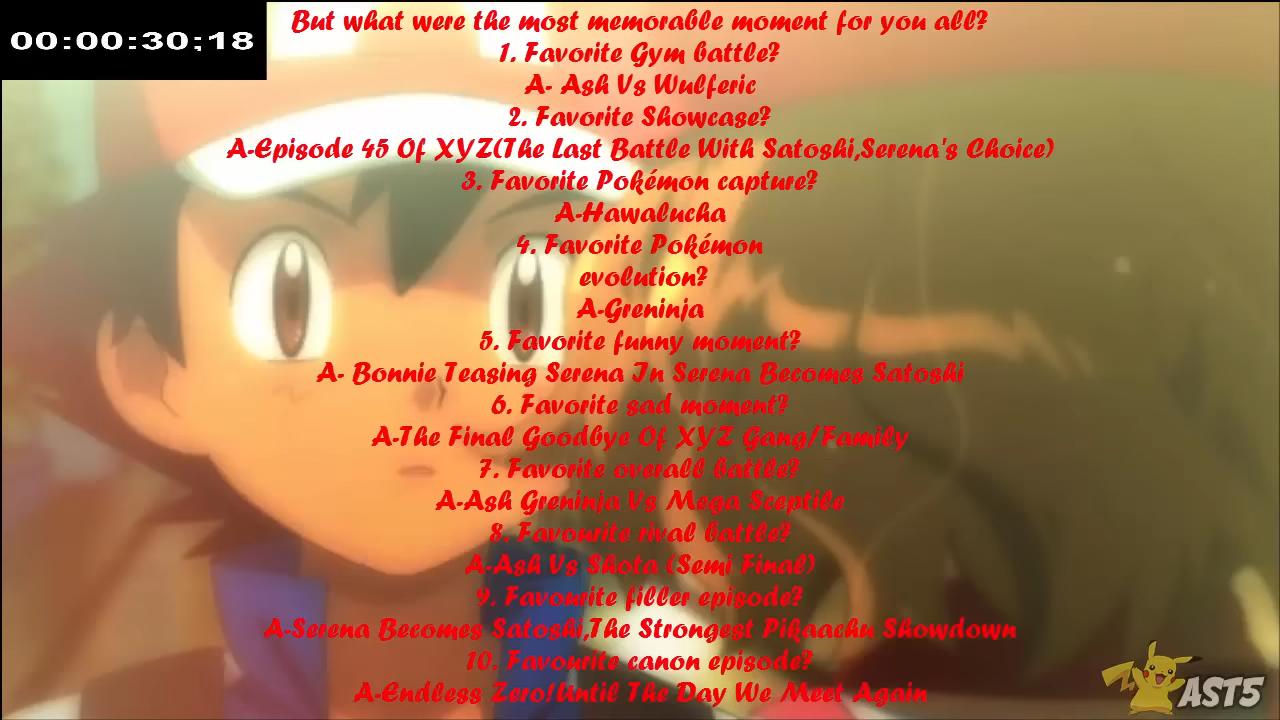 00:00:30;18
But what were the most memorable moment for you all?
1. Favorite Gym battle?
A- Ash Vs Wulferic
2. Favorite Showcase?
A-Episode 45 Of XYZ(The Last Battle With Satoshi,Serena's Choice)
3. Favorite Pokémon capture?
A-Hawalucha
4. Favorite Pokémon
evolution?
A-Greninja
5. Favorite funny moment?
A- Bonnie Teasing Serena In Serena Becomes Satoshi
6. Favorite sad moment?
A-The Final Goodbye Of XYZ Gang/Family
7. Favorite overall battle?
A-Ash Greninja Vs Mega Sceptile
8. Favourite rival battle?
A-Ash Vs Shota (Semi Final)
9. Favourite filler episode?
A-Serena Becomes Satoshi,The Strongest Pikaachu Showdown
10. Favourite canon episode?
A-Endless Zero!Until The Day We Meet Again
AST5